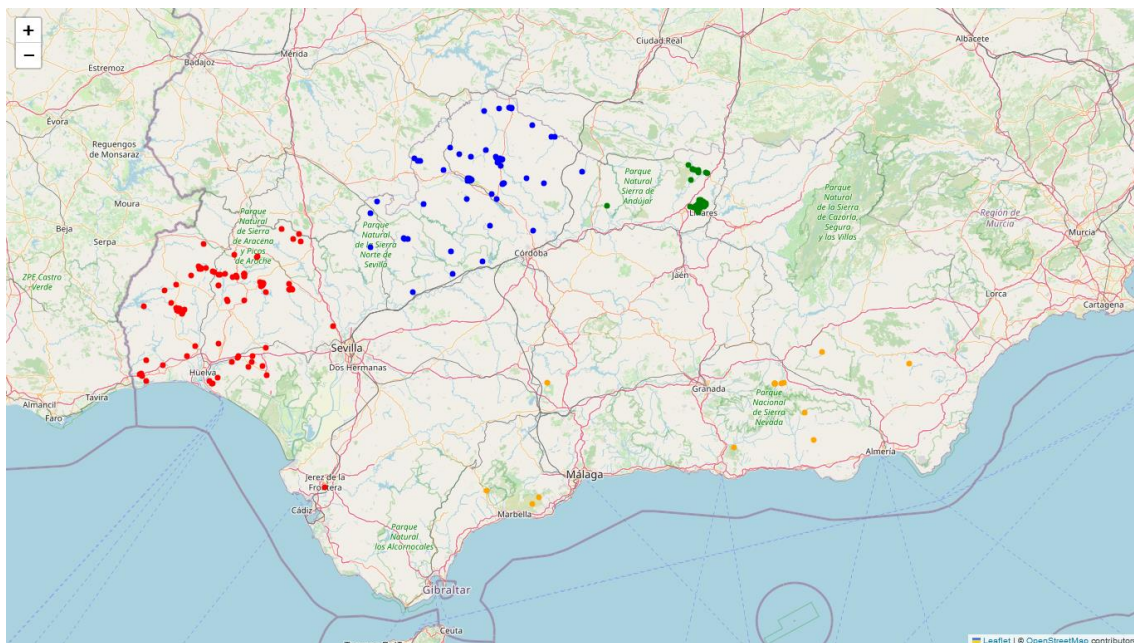 +
−
Estremoz
Badajoz
Mérida
Ciudad Real
Albacete
Évora
Reguengos
de Monsaraz
Moura
Beja
Serpa
ZPE Castro
Verde
Parque
Natural
de Sierra
de Aracena
y Picos
de Aroche
Parque
Natural
de la Sierra
Norte de
Sevilla
Parque
Natural
Sierra de
Andújar
Linares
Parque
Natural
de la Sierra
de Cazorla,
Segura
y las Villas
Región de
Murcia
Murcia
Córdoba
Jaén
Lorca
Cartagena
Sevilla
Dos Hermanas
Huelva
Almancil
Tavira
Faro
Granada
Parque
Nacional
de Sierra
Nevada
Almería
Málaga
Jerez de la
Frontera
Cádiz
Marbella
Parque
Natural
los Alcornocales
Gibraltar
Ceuta
Leaflet | © OpenStreetMap contributors